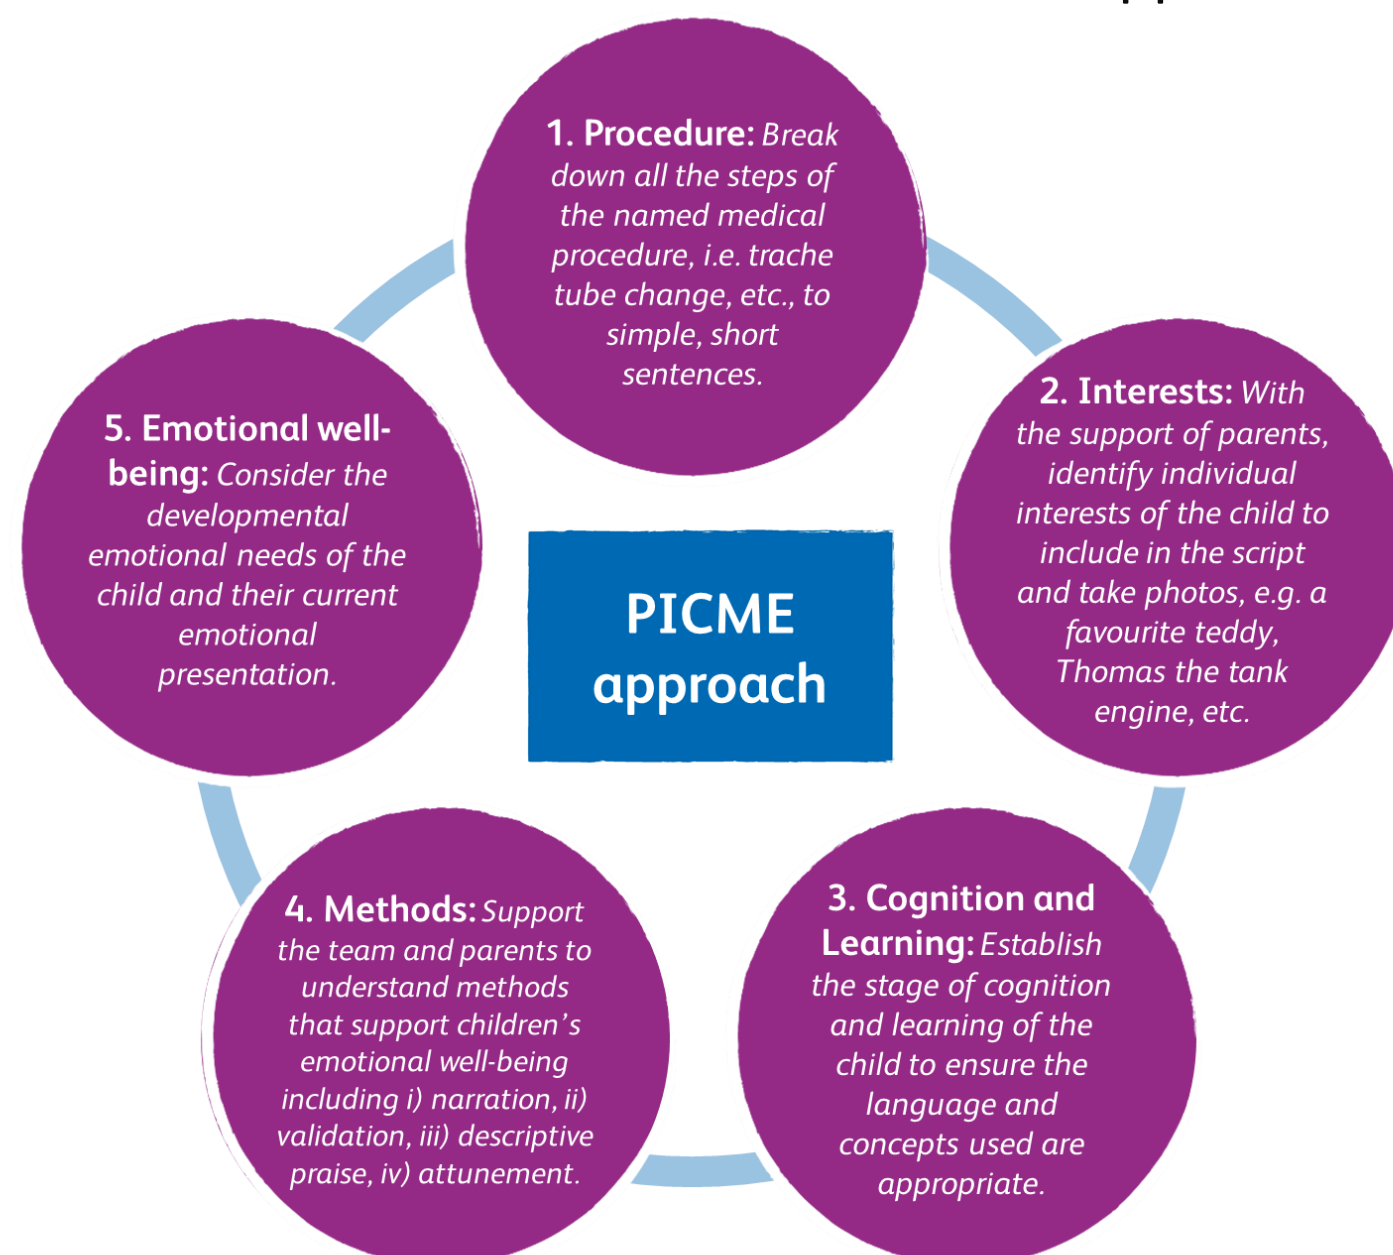 1. Procedure: Break
down all the steps of
the named medical
procedure, i.e. trache
tube change, etc., to
simple, short
sentences.
2. Interests: With
the support of parents,
identify individual
interests of the child to
include in the script
and take photos, e.g. a
favourite teddy,
Thomas the tank
engine, etc.
3. Cognition and
Learning: Establish
the stage of cognition
and learning of the
child to ensure the
language and
concepts used are
appropriate.
4. Methods: Support
the team and parents to
understand methods
that support children’s
emotional well-being
including i) narration, ii)
validation, iii) descriptive
praise, iv) attunement.
5. Emotional well-
being: Consider the
developmental
emotional needs of the
child and their current
emotional
presentation.
PICME
approach